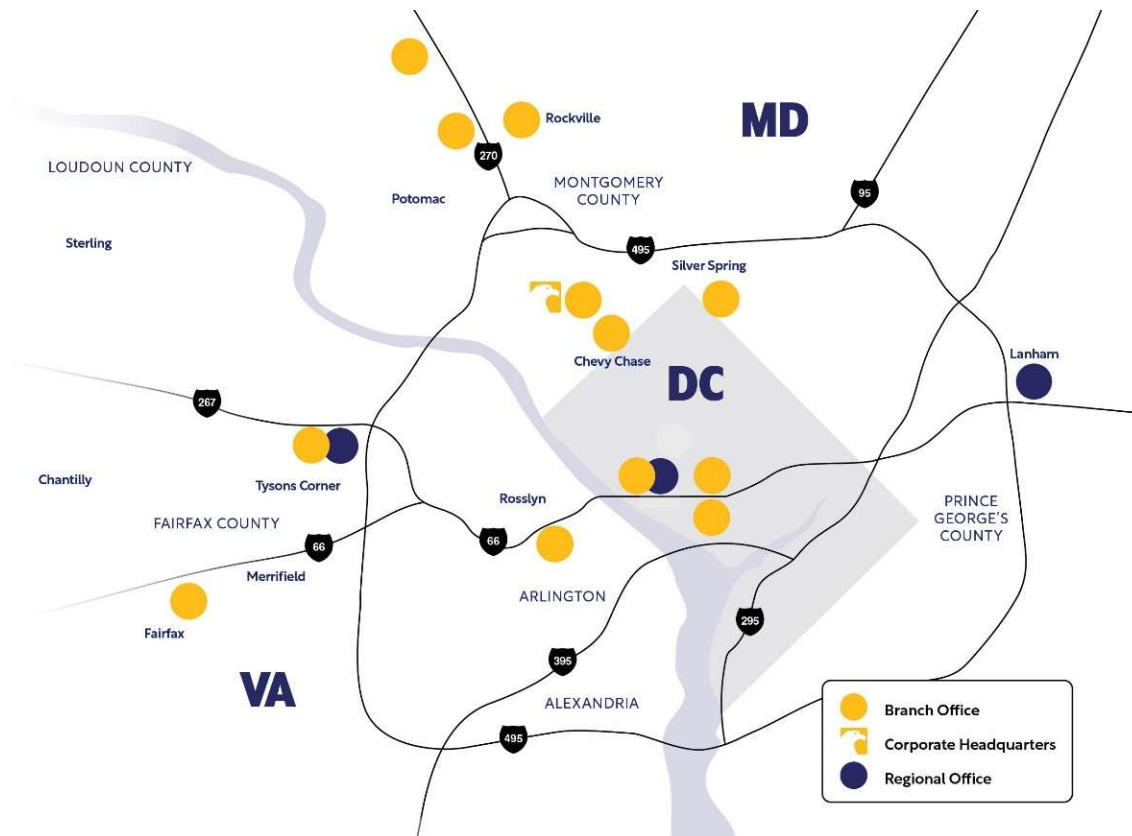 MD
Rockville
270
LOUDOUN COUNTY
MONTGOMERY
COUNTY
Potomac
95
Sterling
495
Silver Spring
Chevy Chase
Lanham
DC
267
Tysons Corner
Chantilly
Rosslyn
PRINCE
GEORGE'S
COUNTY
FAIRFAX COUNTY
66
66
Merrifield
ARLINGTON
295
Fairfax
395
VA
ALEXANDRIA
495
Branch Office
Corporate Headquarters
Regional Office